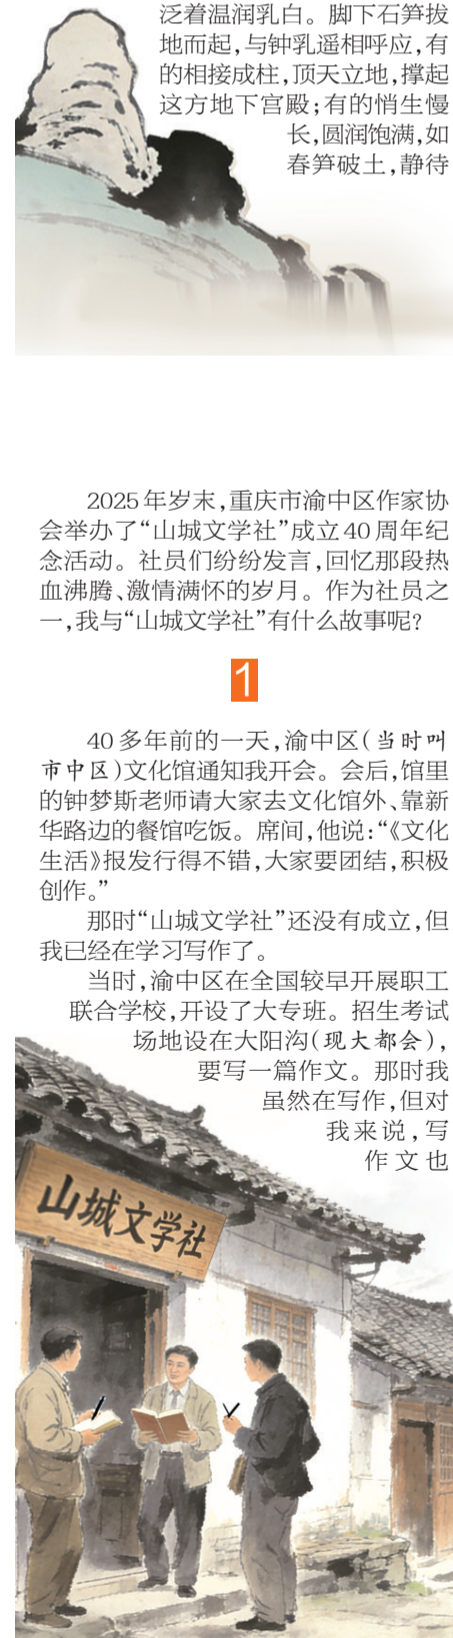 泛着温润乳白。脚下石笋拔
地而起,与钟乳遥相呼应,有
的相接成柱,顶天立地,撑起
这方地下宫殿;有的悄生慢
长,圆润饱满,如
春笋破土,静待
2025年岁末,重庆市渝中区作家协
会举办了“山城文学社”成立40周年纪
念活动。社员们纷纷发言,回忆那段热
血沸腾、激情满怀的岁月。作为社员之
一,我与“山城文学社”有什么故事呢?
1
40多年前的一天,渝中区(当时叫
市中区)文化馆通知我开会。会后,馆里
的钟梦斯老师请大家去文化馆外、靠新
华路边的餐馆吃饭。席间,他说:“《文化
生活》报发行得不错,大家要团结,积极
创作。”
那时“山城文学社”还没有成立,但
我已经在学习写作了。
当时,渝中区在全国较早开展职工
联合学校,开设了大专班。招生考试
场地设在大阳沟(现大都会),
要写一篇作文。那时我
虽然在写作,但对
我来说,写
作文也
山城文学社